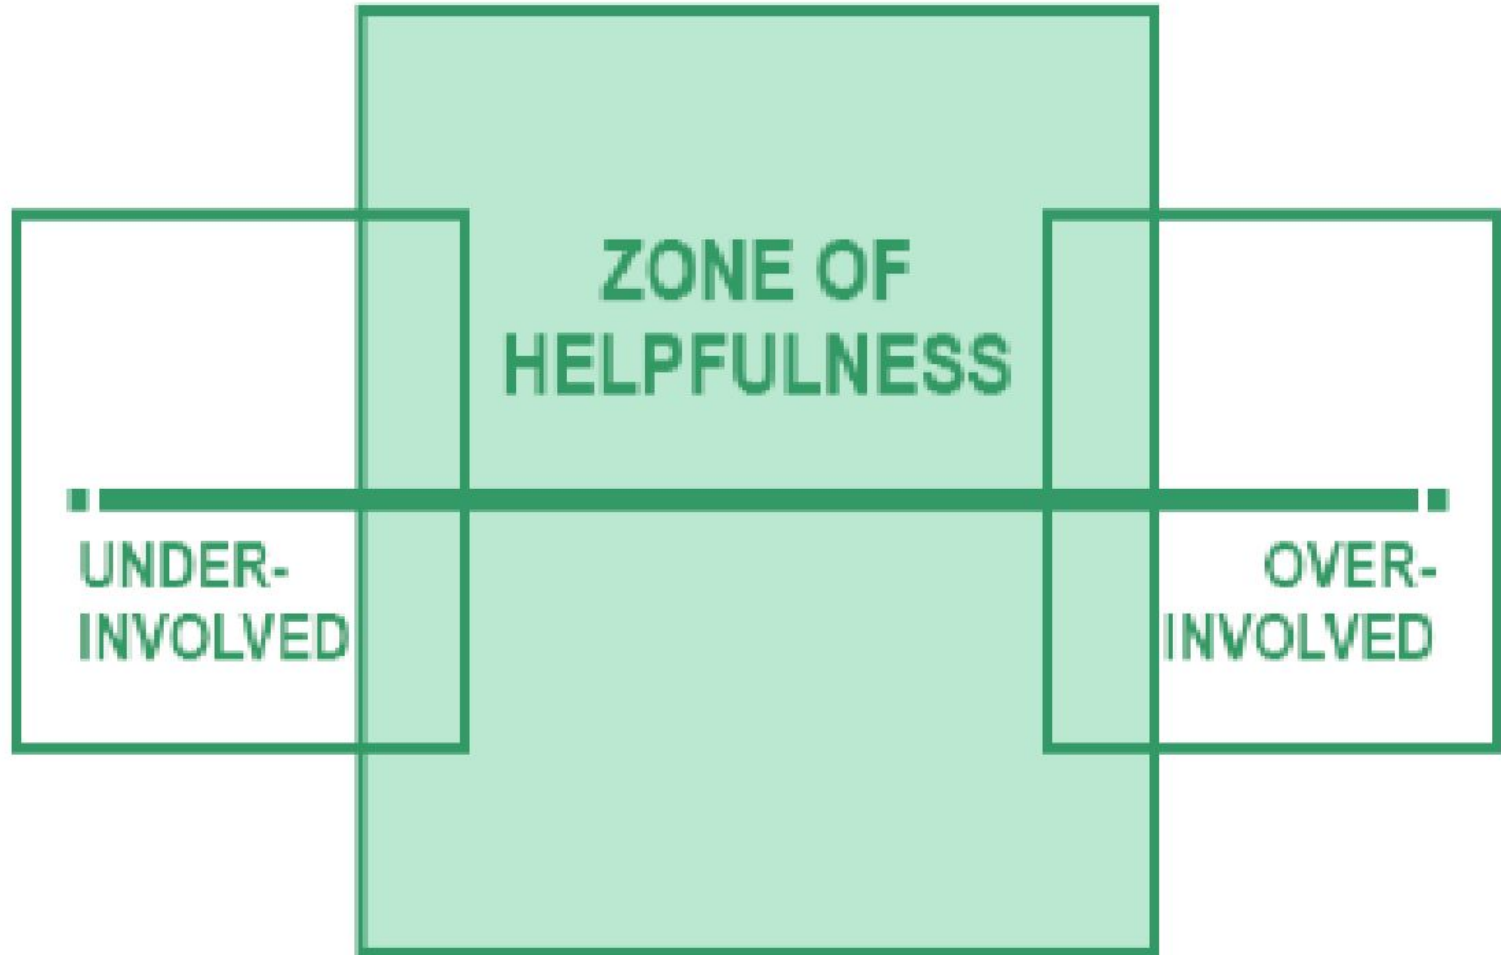 ZONE OF
HELPFULNESS
UNDER-
INVOLVED
OVER-
INVOLVED